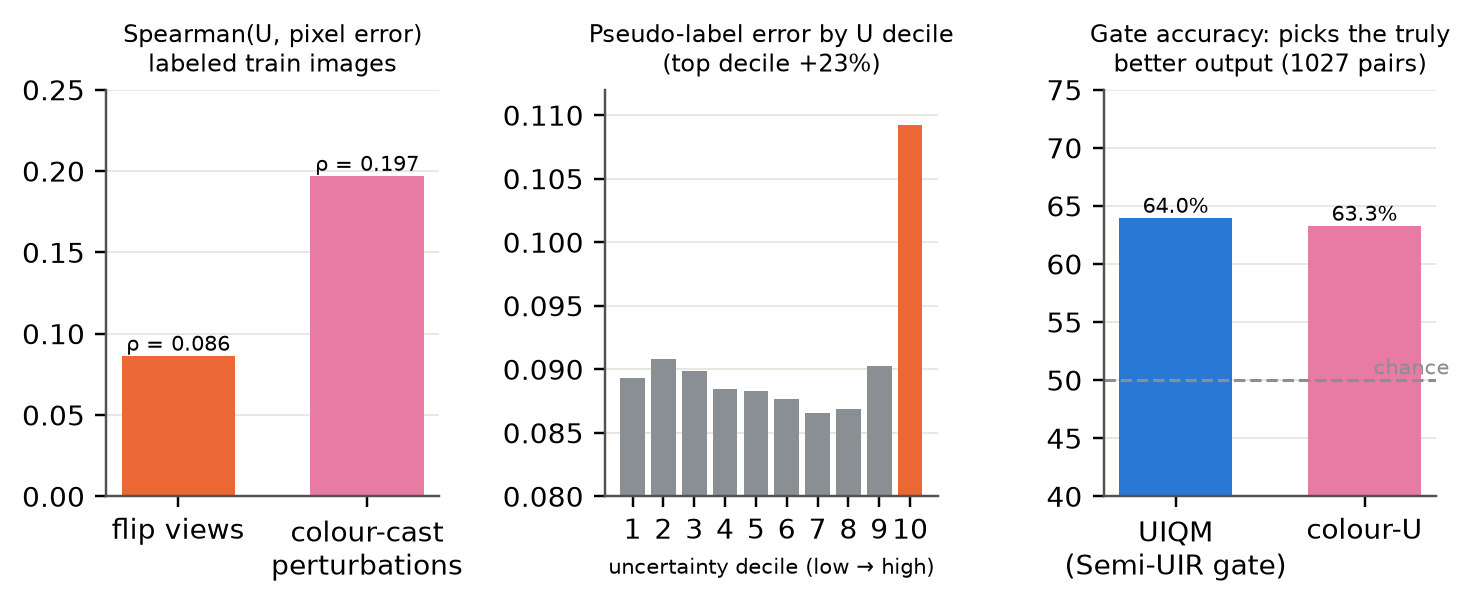 Spearman(U, pixel error)
labeled train images
0.25
0.20
0.15
0.10
0.05
0.00
ρ = 0.086
ρ = 0.197
flip views
colour-cast
perturbations
Pseudo-label error by U decile
(top decile +23%)
0.110
0.105
0.100
0.095
0.090
0.085
0.080
1 2 3 4 5 6 7 8 9 10
uncertainty decile (low → high)
Gate accuracy: picks the truly
better output (1027 pairs)
75
70
65
60
55
50
45
40
64.0%
63.3%
chance
UIQM
(Semi-UIR gate)
colour-U